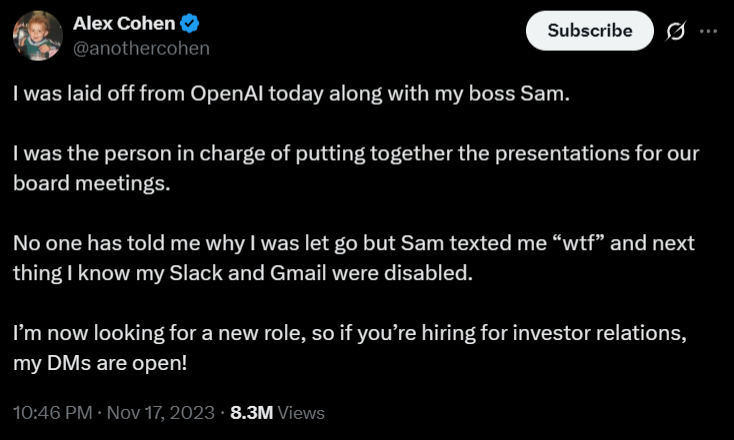 Alex Cohen
@anothercohen
Subscribe
I was laid off from OpenAI today along with my boss Sam.
I was the person in charge of putting together the presentations for our
board meetings.
No one has told me why I was let go but Sam texted me “wtf” and next
thing I know my Slack and Gmail were disabled.
I’m now looking for a new role, so if you’re hiring for investor relations,
my DMs are open!
10:46 PM · Nov 17, 2023 · 8.3M Views